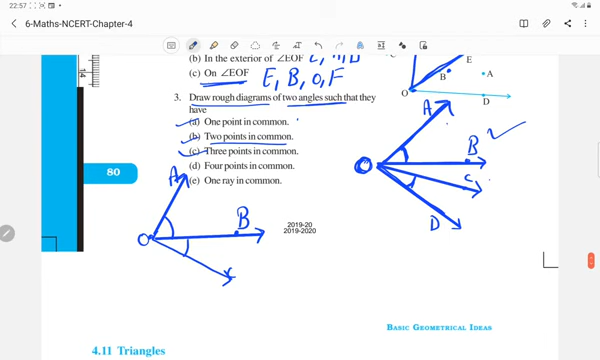 22:57
52%
6-Maths-NCERT-Chapter-4
(b) In the exterior of ∠EOF
(c) On ∠EOF E, B, O, F
E
B
A
O
D
3. Draw rough diagrams of two angles such that they
have
(a) One point in common.
(b) Two points in common.
(c) Three points in common.
(d) Four points in common.
(e) One ray in common.
14
80
A
O
B
C
D
A
O
B
2019-20
2019-2020
BASIC GEOMETRICAL IDEAS
4.11 Triangles